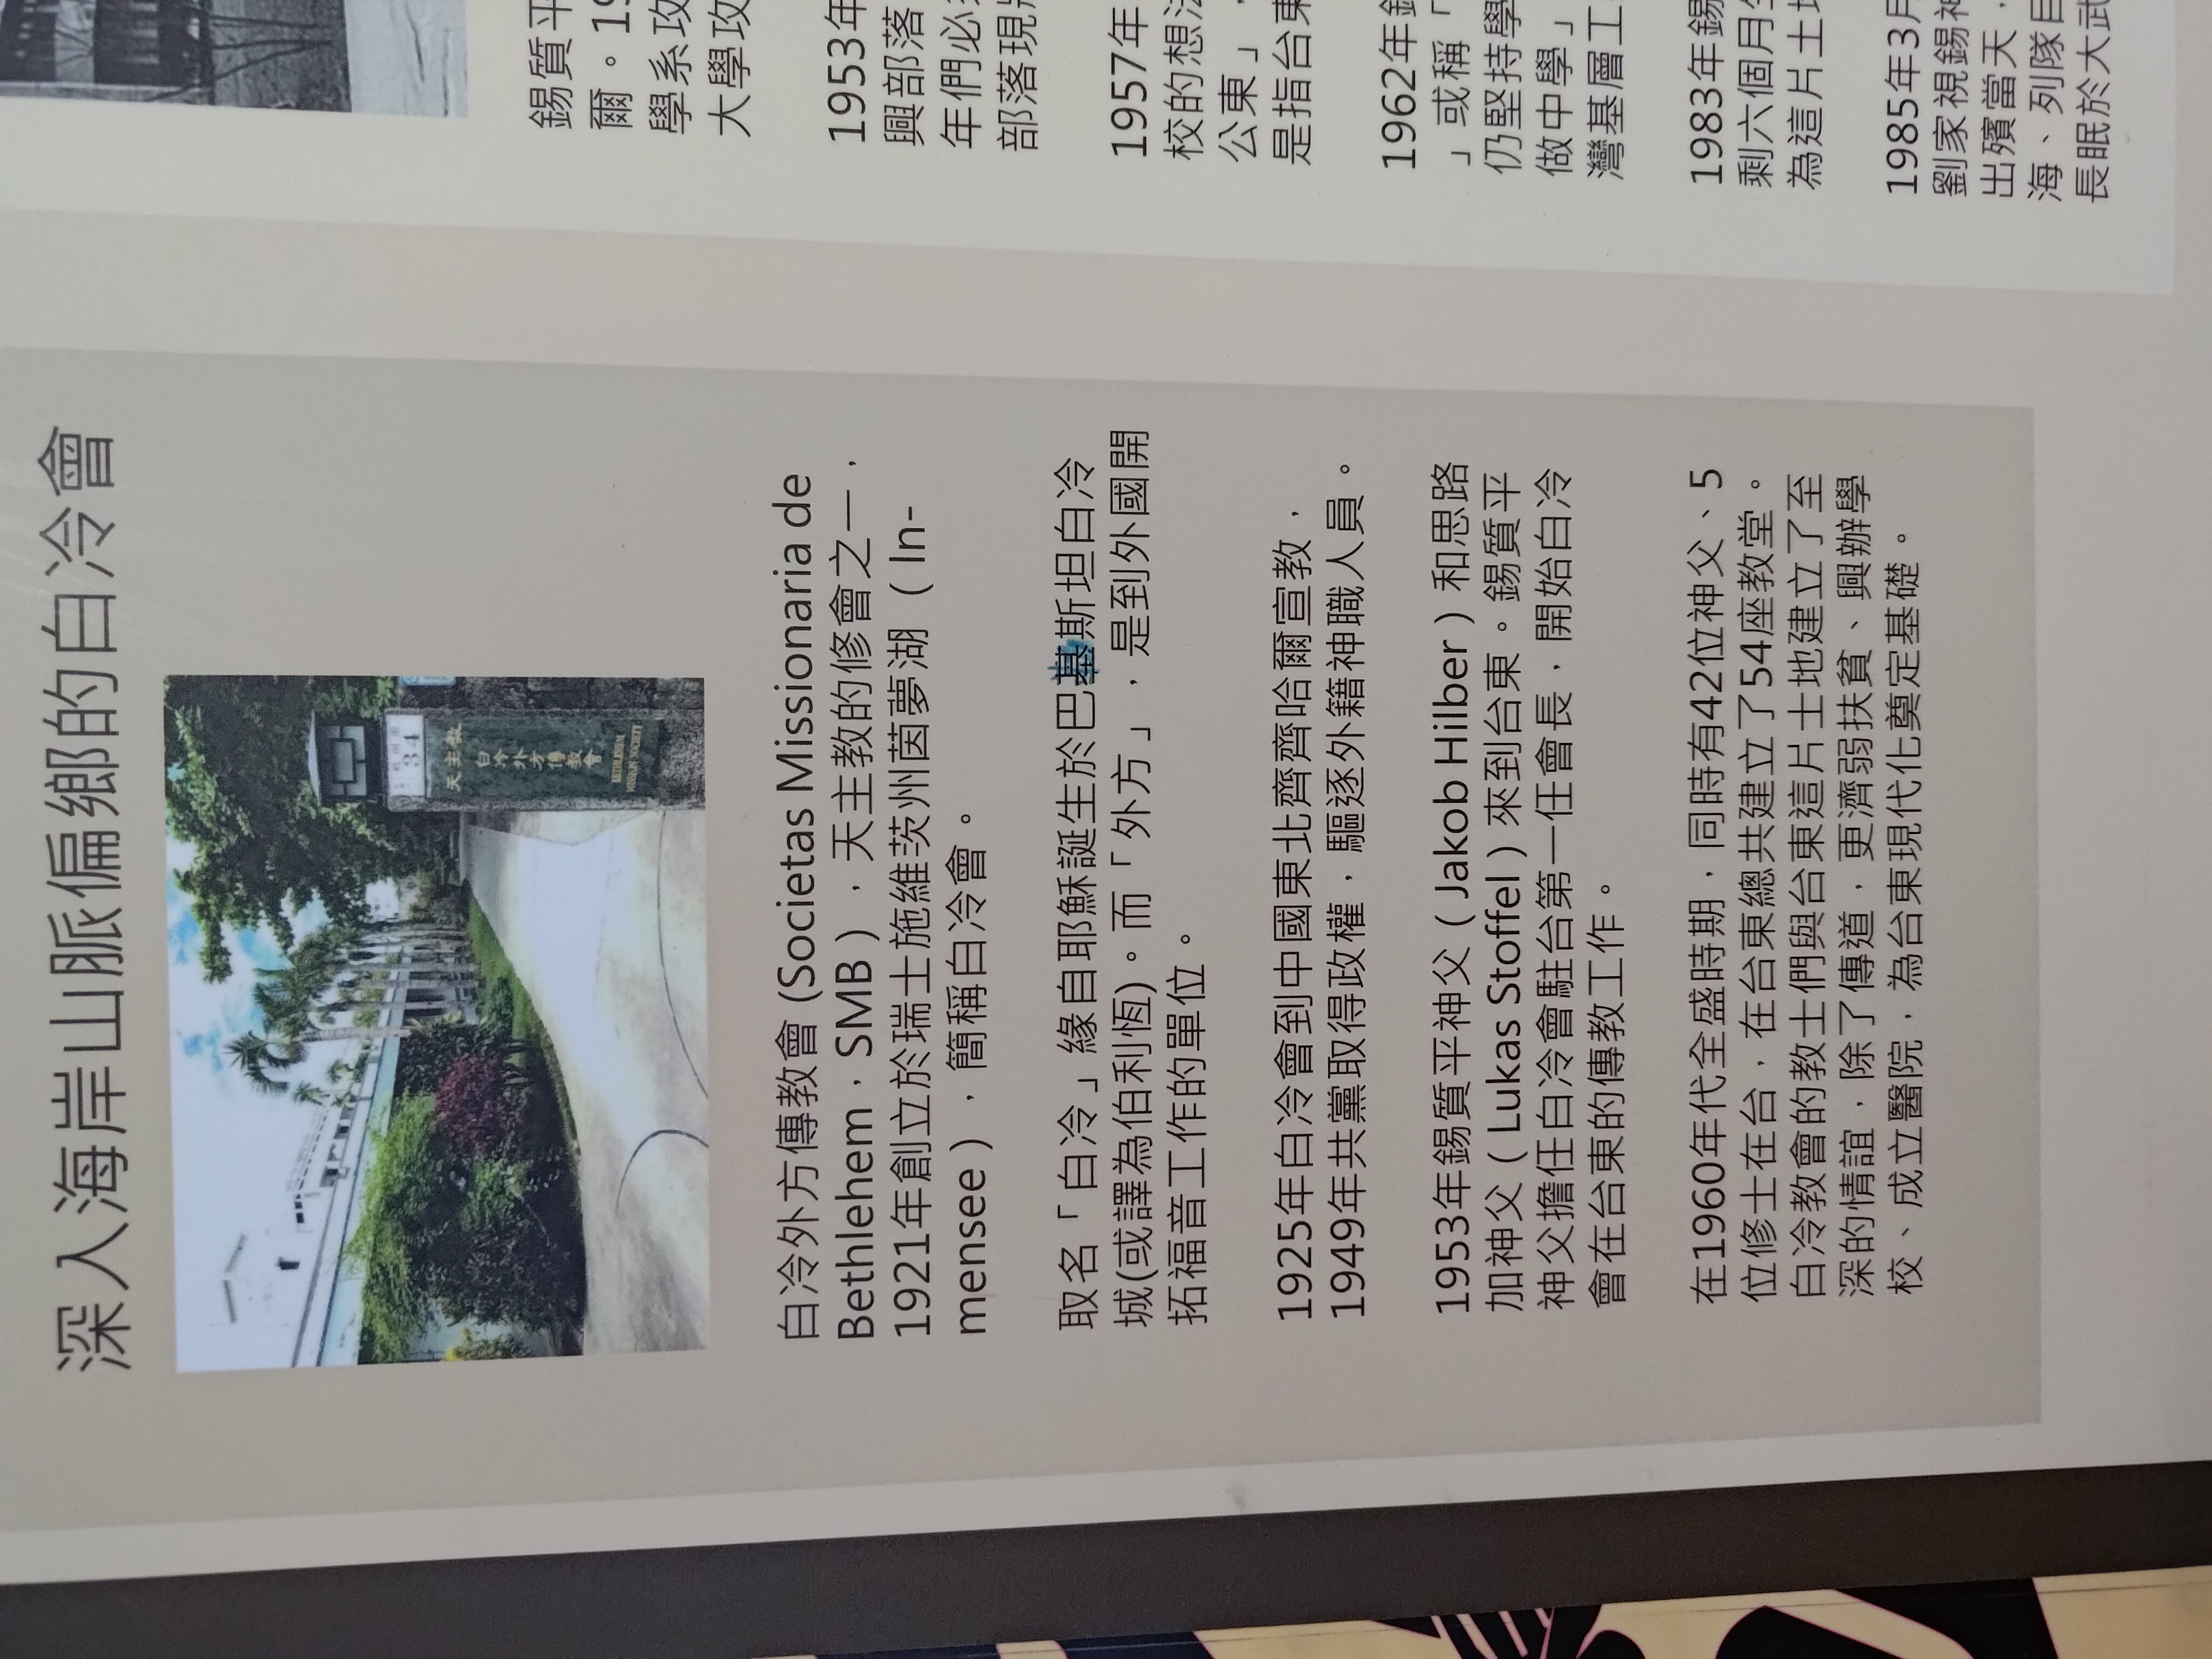 深入海岸山脈偏鄉的白冷會
34
天主教
白冷外方傳教會
BETHLEHEM
MISSION SOCIETY
白冷外方傳教會 (Societas Missionaria de
Bethlehem，SMB），天主教的修會之一，
1921年創立於瑞士施維茨州茵夢湖（In-
mensee），簡稱白冷會。
取名「白冷」緣自耶穌誕生於巴基斯坦白冷
城(或譯為伯利恆)。而「外方」，是到外國開
拓福音工作的單位。
1925年白冷會到中國東北齊齊哈爾宣教，
1949年共黨取得政權，驅逐外籍神職人員。
1953年錫質平神父（Jakob Hilber）和思路
加神父（Lukas Stoffel）來到台東。錫質平
神父擔任白冷會駐台第一任會長，開始白冷
會在台東的傳教工作。
在1960年代全盛時期，同時有42位神父、5
位修士在台，在台東總共建立了54座教堂。
白冷教會的教士們與台東這片土地建立了至
深的情誼，除了傳道，更濟弱扶貧、興辦學
校、成立醫院，為台東現代化奠定基礎。
錫質平
爾。19
學系攻
大學攻
1953年
興部落
年們必
部落現
1957年
校的想法
公東」，
是指台東
1962年
」或稱「
仍堅持學
做中學」
灣基層工
1983年錫
剩六個月
為這片土
1985年3月
劉家視錫神
出殯當天，
海、列隊目
長眠於大武